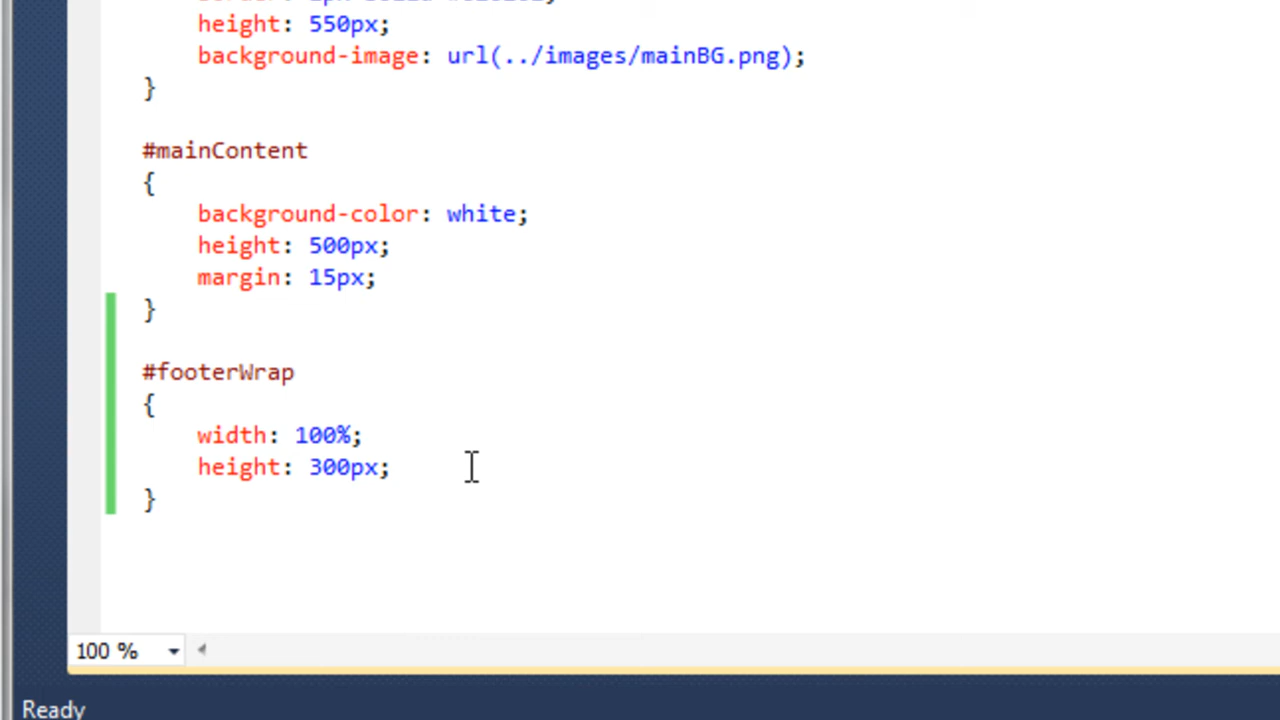 height: 550px;
background-image: url(../images/mainBG.png);
}
#mainContent
{
background-color: white;
height: 500px;
margin: 15px;
}
#footerWrap
{
width: 100%;
height: 300px;
}
100 %
Ready